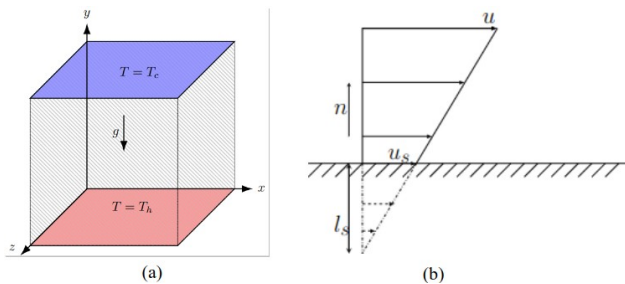 y
T = T_c
g
x
T = T_h
z
(a)
u
n
u_s
l_s
(b)